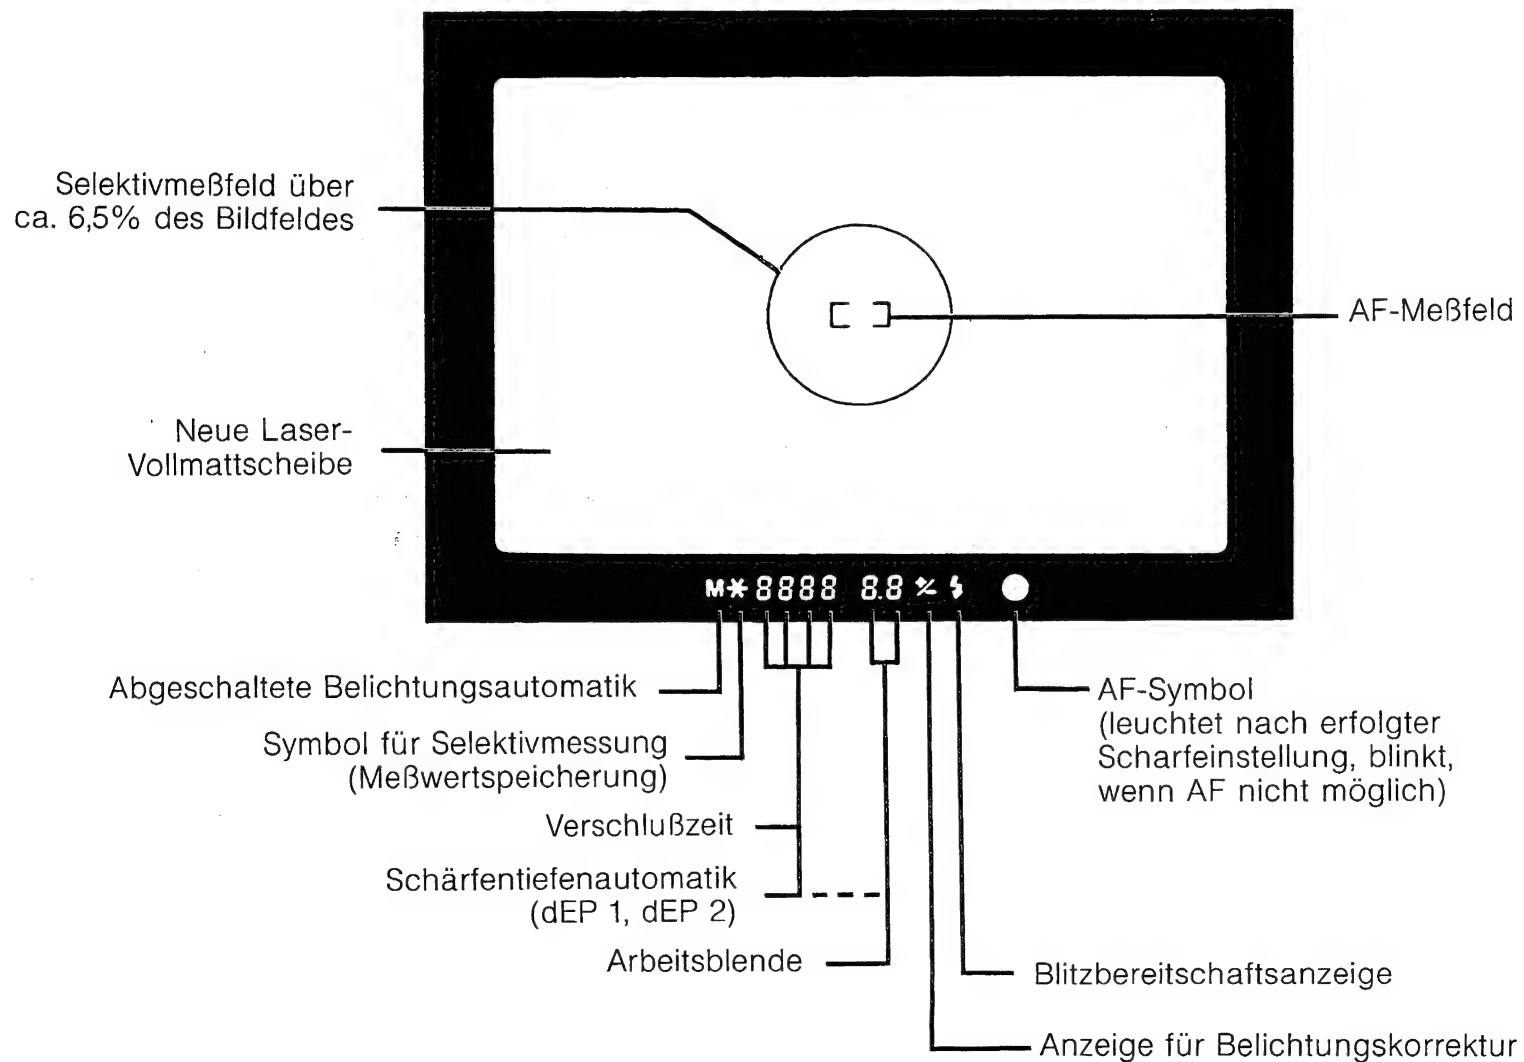 Selektivmeßfeld über
ca. 6,5% des Bildfeldes
AF-Meßfeld
Neue Laser-
Vollmattscheibe
M* 8888 8.8 +/- 
Abgeschaltete Belichtungsautomatik
AF-Symbol
(leuchtet nach erfolgter
Scharfeinstellung, blinkt,
wenn AF nicht möglich)
Symbol für Selektivmessung
(Meßwertspeicherung)
Verschlußzeit
Schärfentiefenautomatik
(dEP 1, dEP 2)
Arbeitsblende
Blitzbereitschaftsanzeige
Anzeige für Belichtungskorrektur